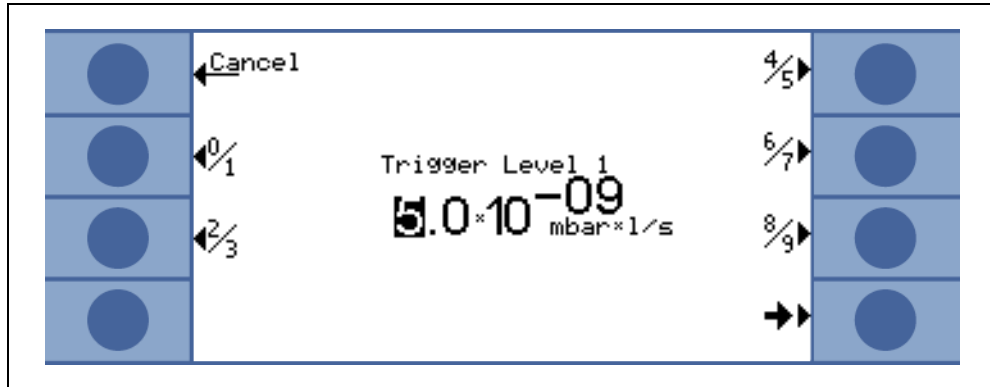 Cancel
4/5
0/1
6/7
Trigger Level 1
5.0×10⁻⁰⁹ mbar×l/s
2/3
8/9